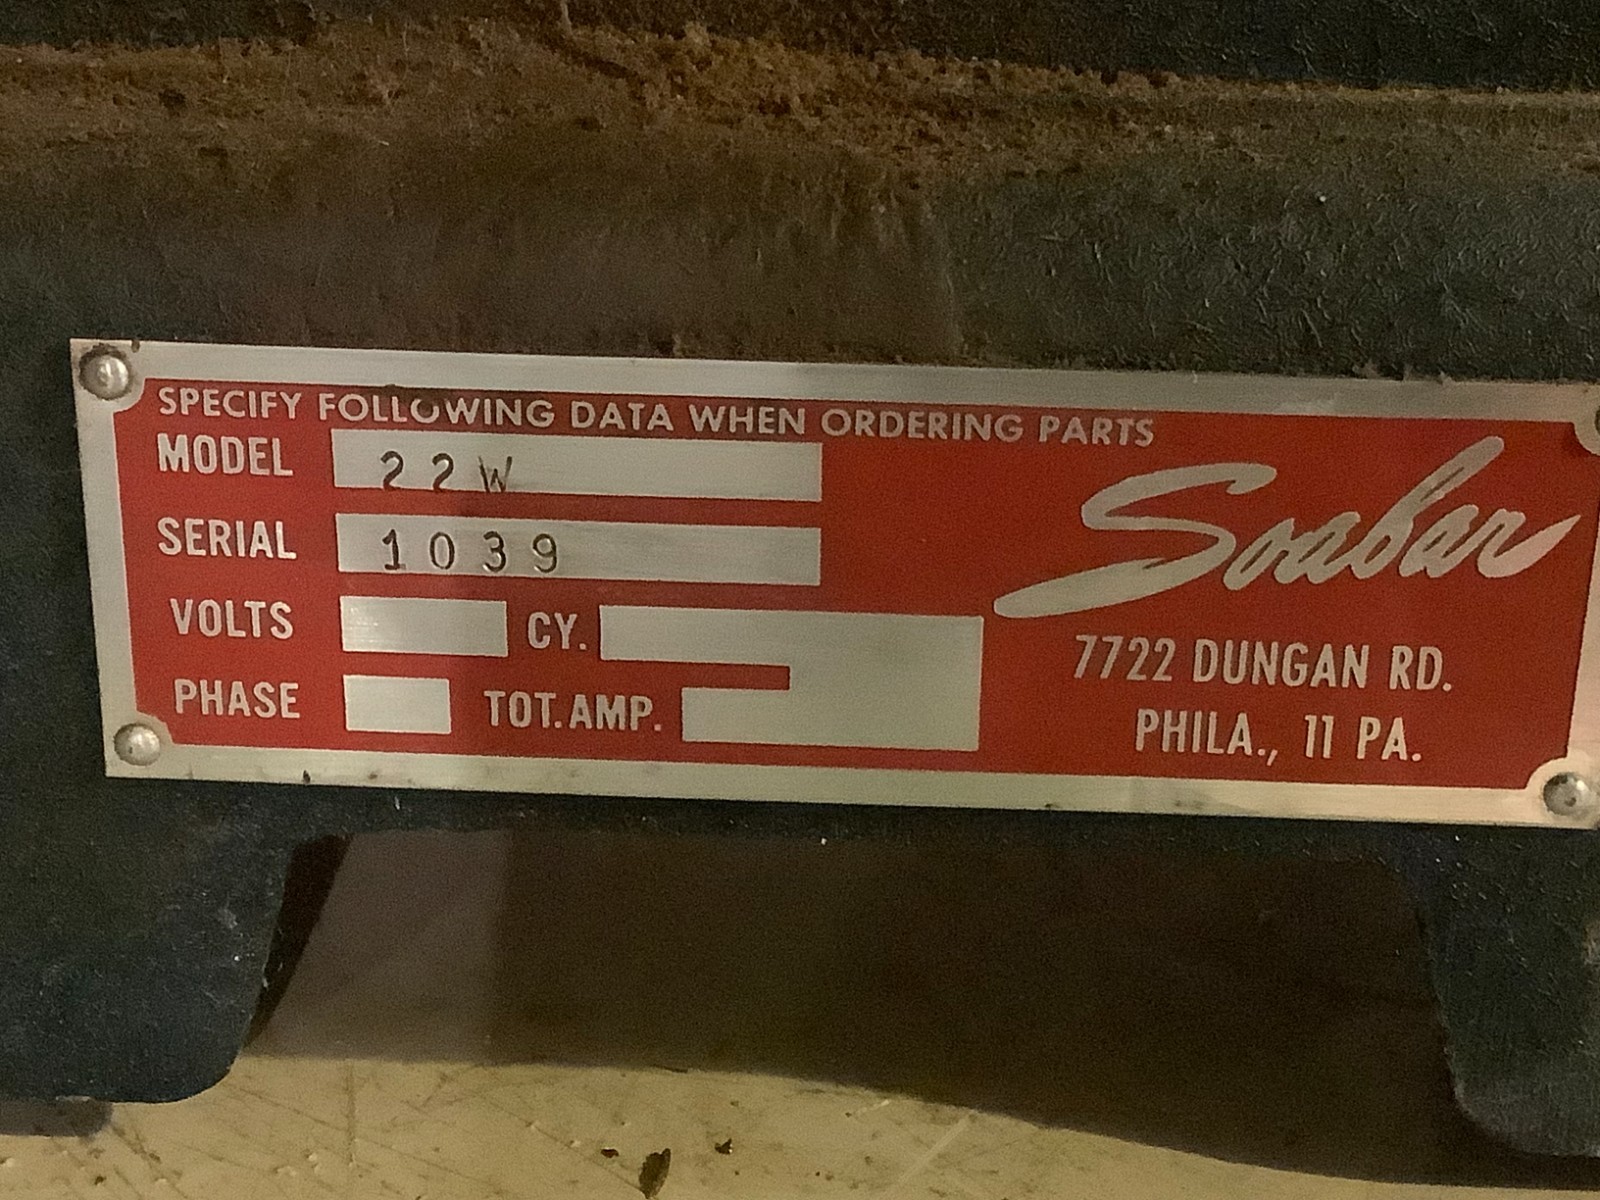 SPECIFY FOLLOWING DATA WHEN ORDERING PARTS
MODEL 22W
SERIAL 1039
VOLTS CY.
PHASE TOT. AMP.
Soabar
7722 DUNGAN RD.
PHILA., 11 PA.